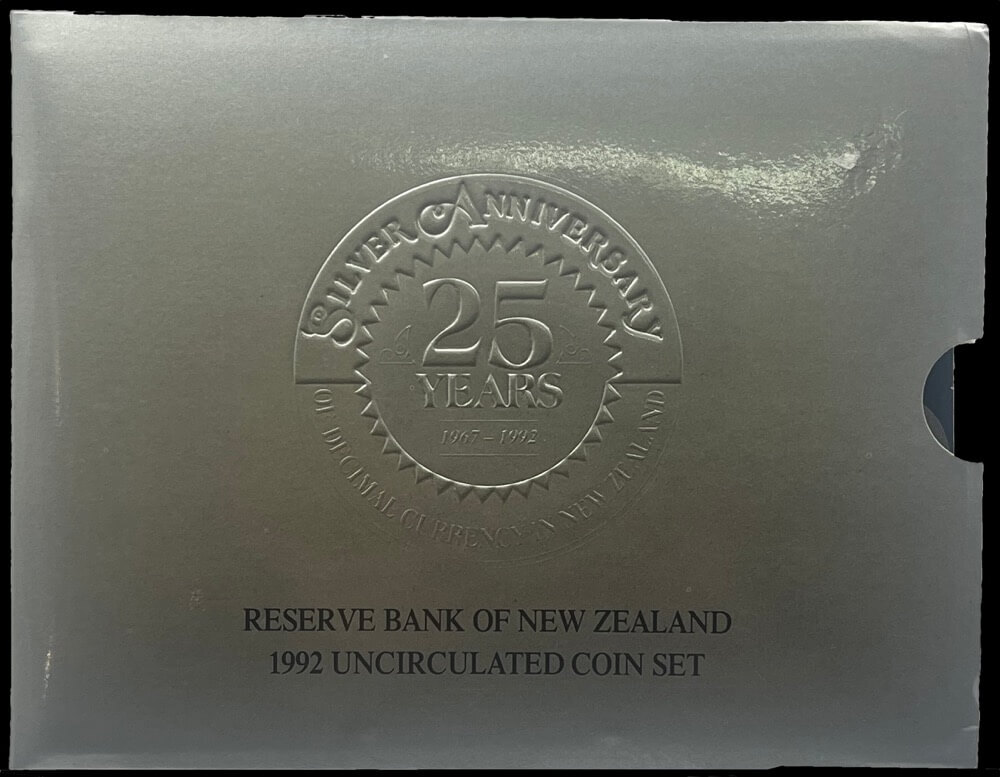 SILVER ANNIVERSARY
25
YEARS
1967 – 1992
OF DECIMAL CURRENCY IN NEW ZEALAND
RESERVE BANK OF NEW ZEALAND
1992 UNCIRCULATED COIN SET